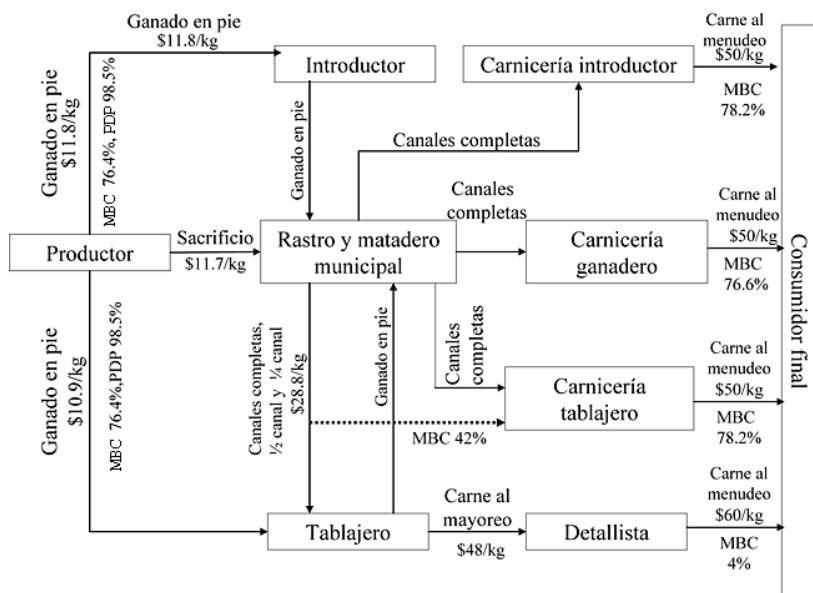 Ganado en pie
$11.8/kg
Introductor
Carnicería introductor
Carne al
menudeo
$50/kg
MBC
78.2%
Ganado en pie
$11.8/kg
MBC 76.4%, PDP 98.5%
Ganado en pie
Canales completas
Productor
Sacrificio
$11.7/kg
Rastro y matadero
municipal
Canales
completas
Carnicería
ganadero
Carne al
menudeo
$50/kg
MBC
76.6%
Consumidor final
Ganado en pie
$10.9/kg
MBC 76.4%,PDP 98.5%
Canales completas,
½ canal y ¼ canal
$28.8/kg
Ganado en pie
Canales
completas
MBC 42%
Carnicería
tablajero
Carne al
menudeo
$50/kg
MBC
78.2%
Tablajero
Carne al
mayoreo
$48/kg
Detallista
Carne al
menudeo
$60/kg
MBC
4%